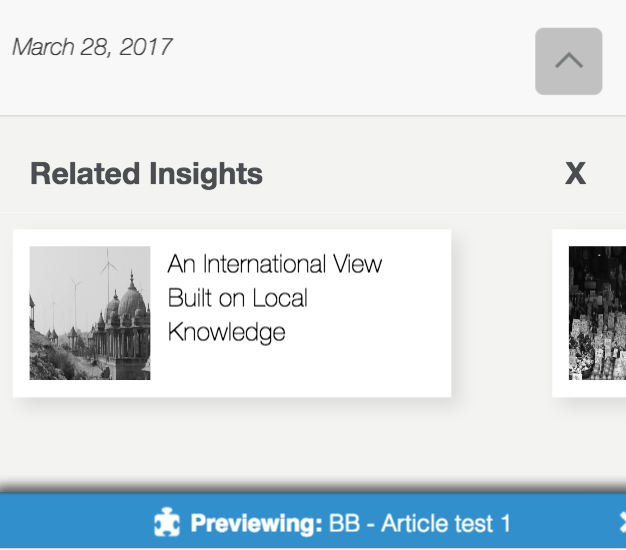 March 28, 2017
Related Insights X
An International View
Built on Local
Knowledge
Previewing: BB - Article test 1